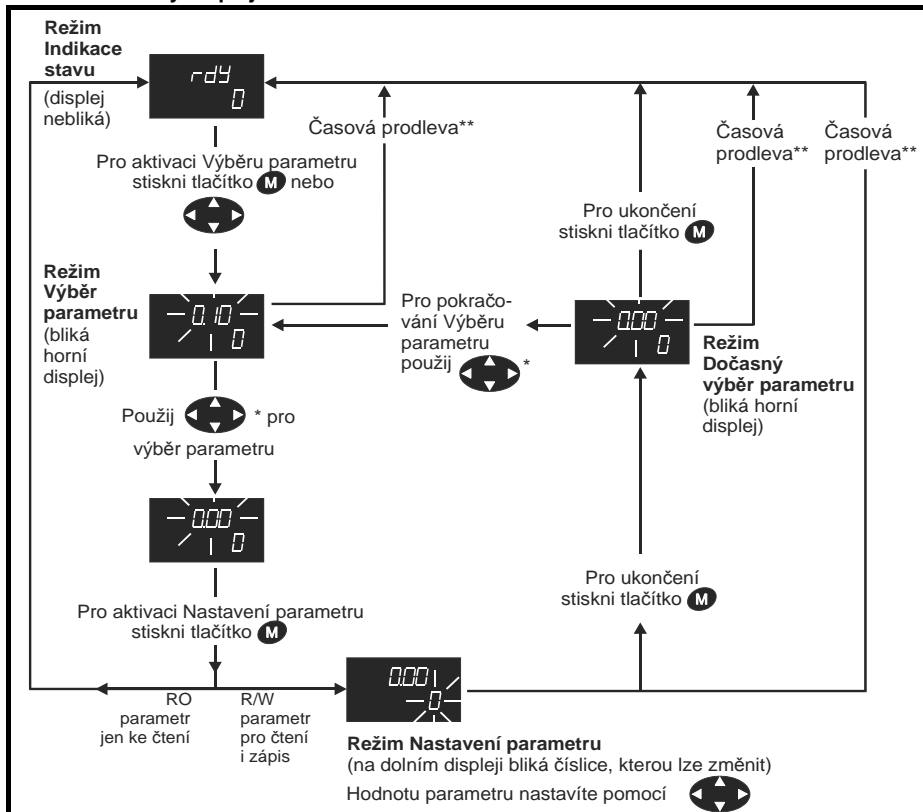 Režim
Indikace
stavu
(displej
nebliká)
rdY
0
Časová prodleva**
Časová
prodleva**
Časová
prodleva**
Pro aktivaci Výběru parametru
stiskni tlačítko M nebo
Pro ukončení
stiskni tlačítko M
Režim
Výběr
parametru
(bliká
horní
displej)
0.10
0
Pro pokračo-
vání Výběru
parametru
použij *
0.00
0
Režim
Dočasný
výběr parametru
(bliká horní
displej)
Použij * pro
výběr parametru
0.00
0
Pro ukončení
stiskni tlačítko M
Pro aktivaci Nastavení parametru
stiskni tlačítko M
RO
parametr
jen ke čtení
R/W
parametr
pro čtení
i zápis
0.00
0
Režim Nastavení parametru
(na dolním displeji bliká číslice, kterou lze změnit)
Hodnotu parametru nastavíte pomocí